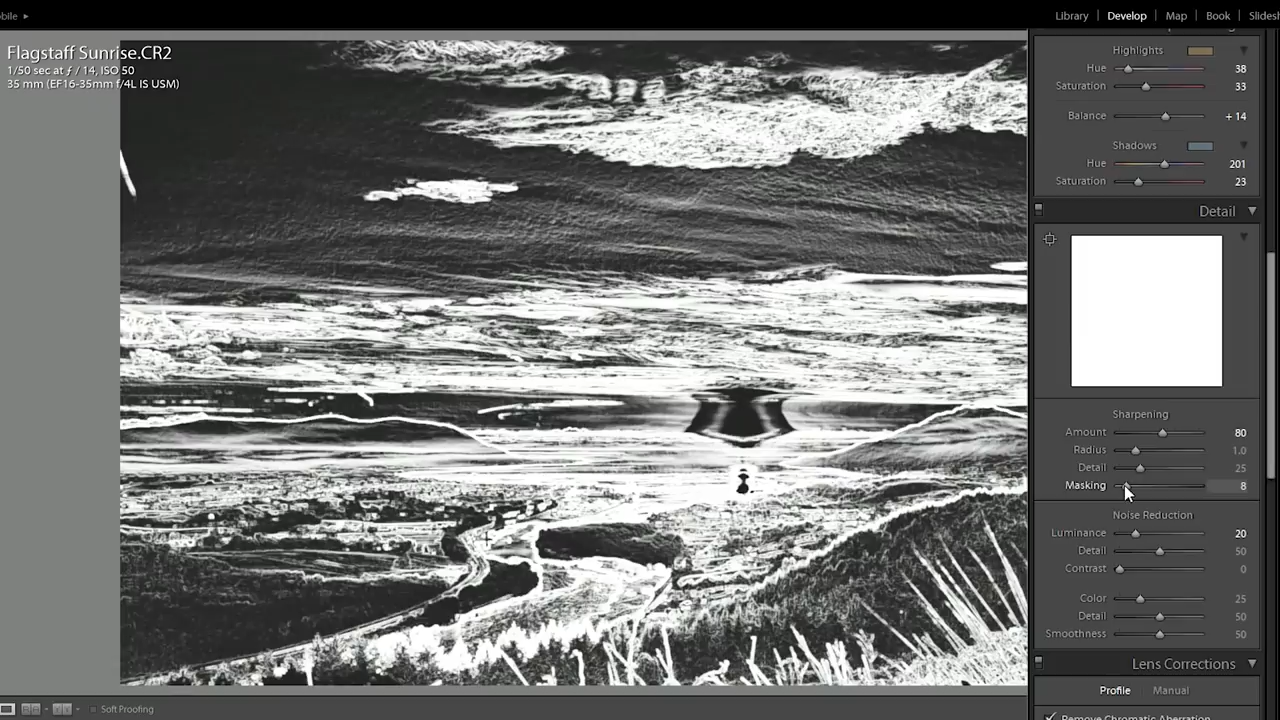 obile ▸
Library | Develop | Map | Book | Slides
Flagstaff Sunrise.CR2
1/50 sec at ƒ / 14, ISO 50
35 mm (EF16-35mm f/4L IS USM)
Highlights
Hue 38
Saturation 33
Balance + 14
Shadows
Hue 201
Saturation 23
Detail
Sharpening
Amount 80
Radius 1.0
Detail 25
Masking 8
Noise Reduction
Luminance 20
Detail 50
Contrast 0
Color 25
Detail 50
Smoothness 50
Lens Corrections
Profile Manual
Remove Chromatic Aberration
Soft Proofing